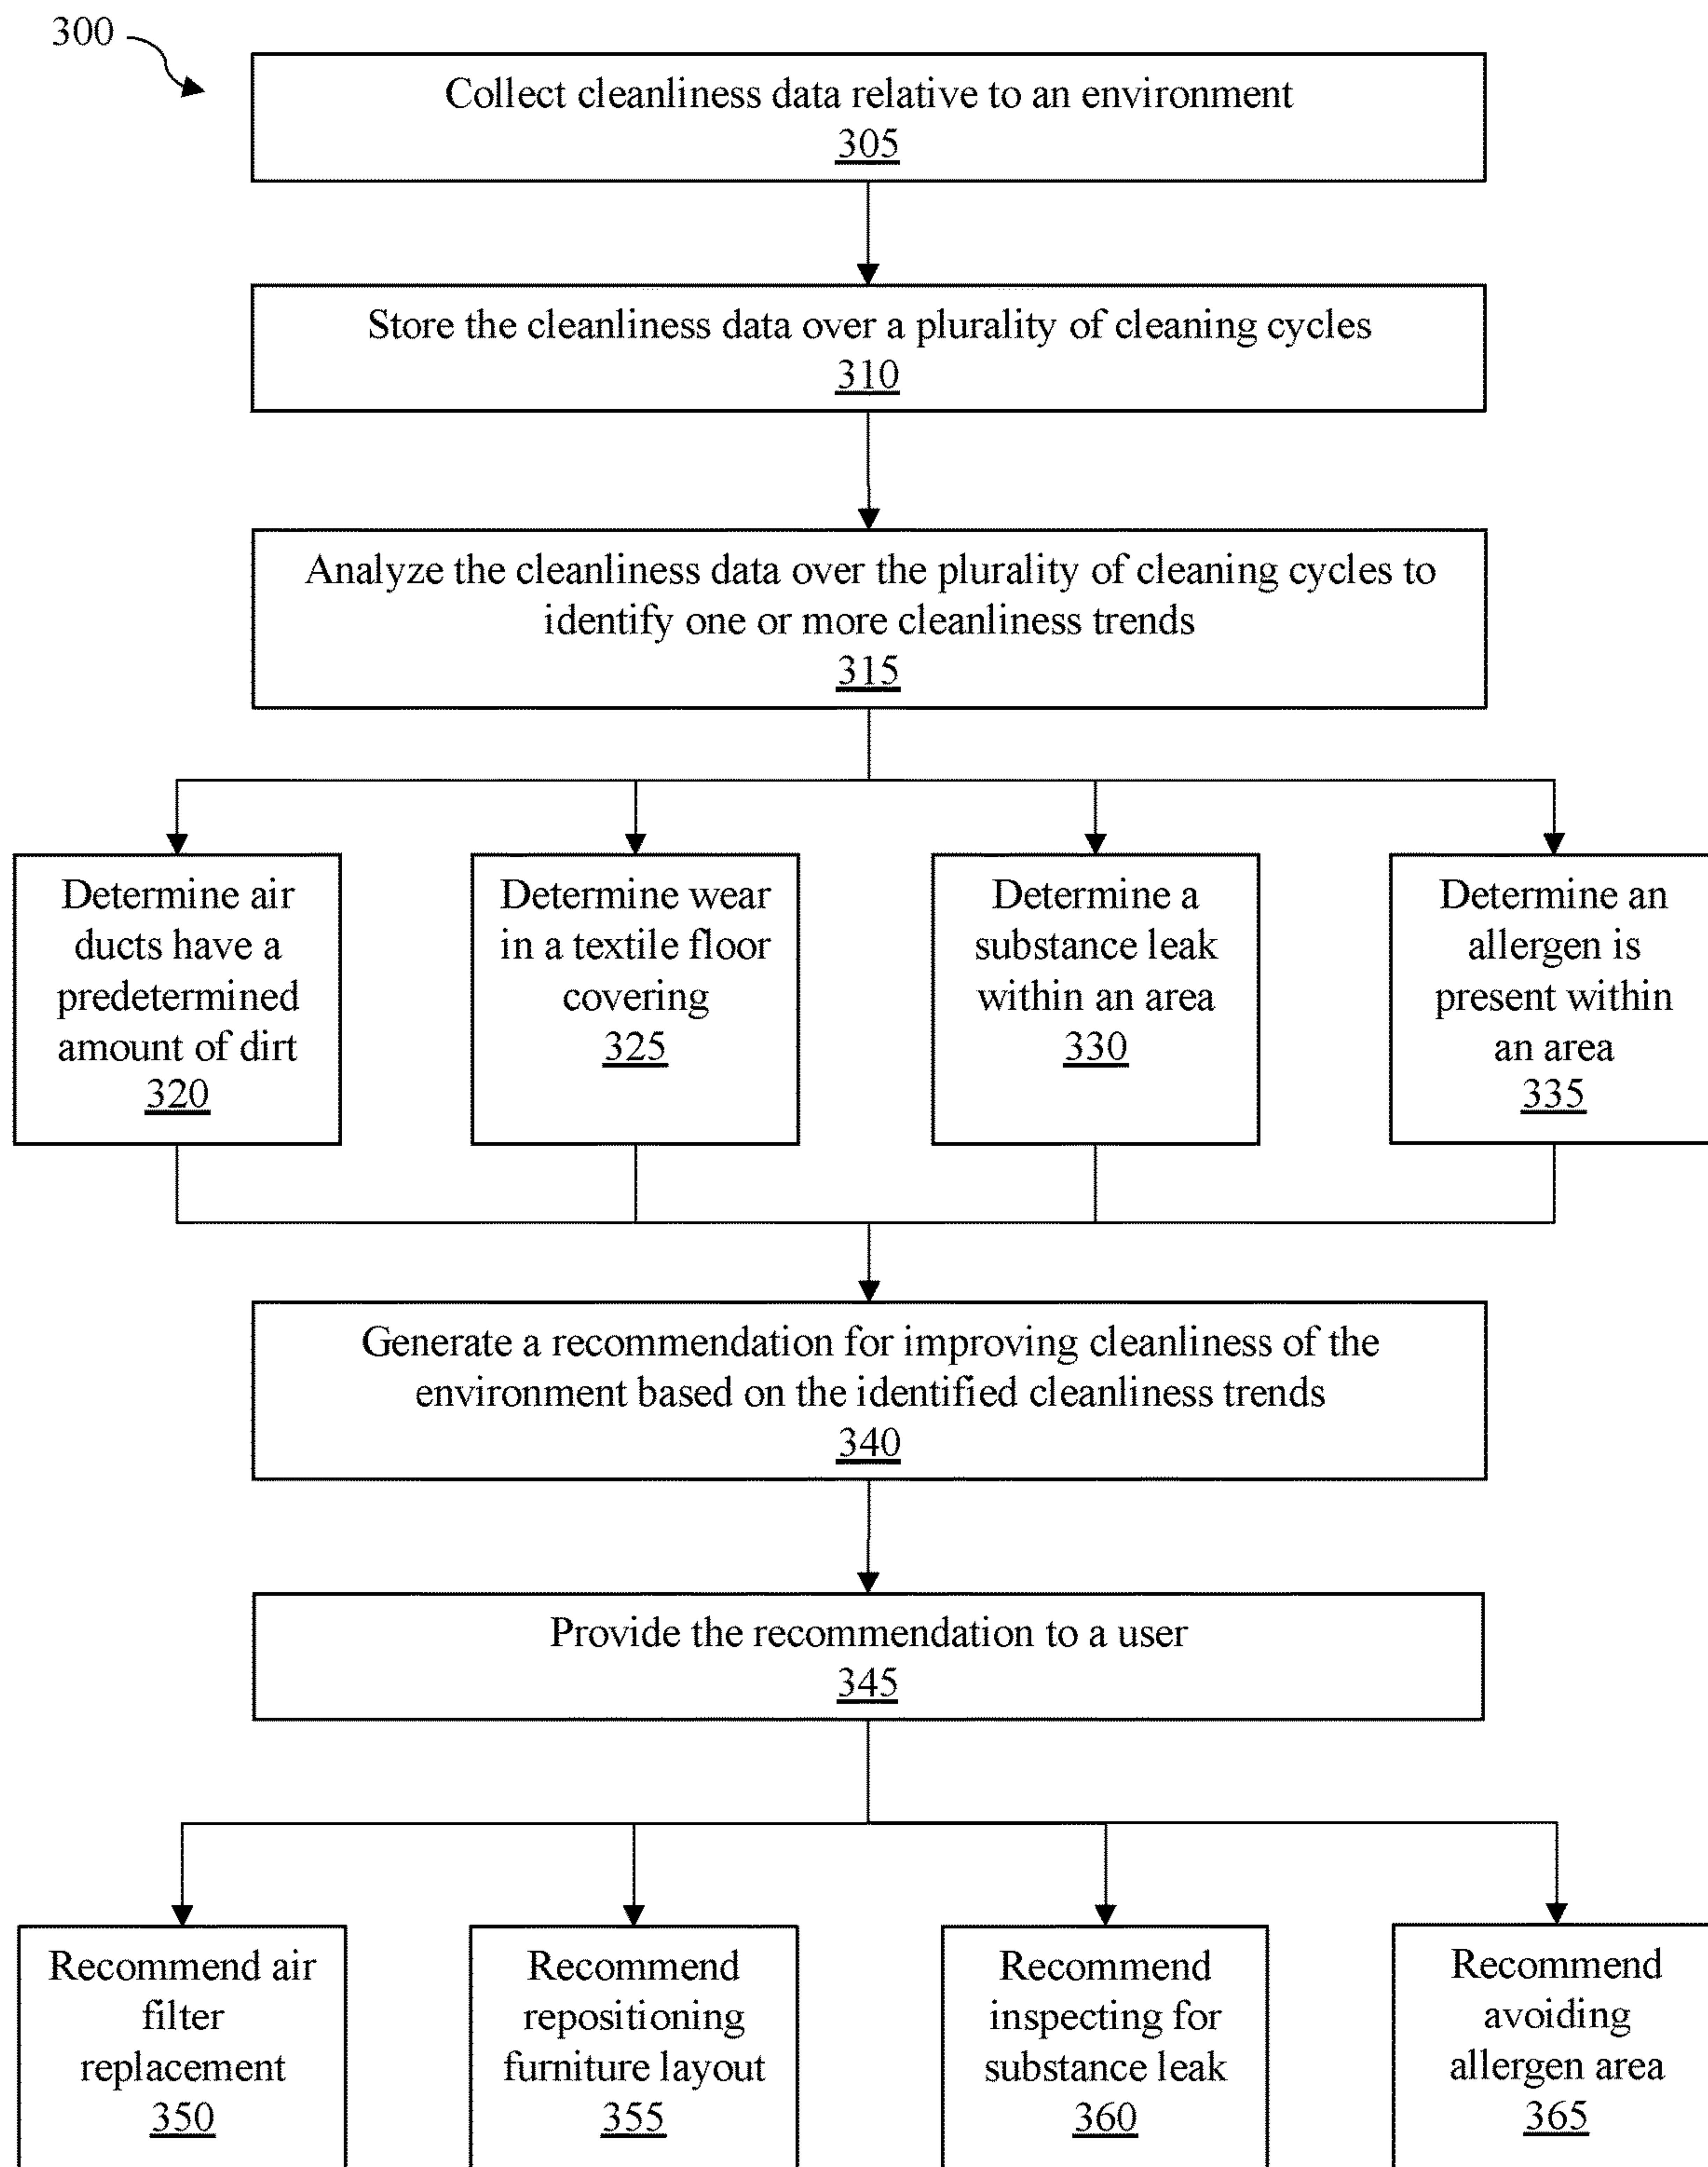 300
Collect cleanliness data relative to an environment
305
Store the cleanliness data over a plurality of cleaning cycles
310
Analyze the cleanliness data over the plurality of cleaning cycles to
identify one or more cleanliness trends
315
Determine air
ducts have a
predetermined
amount of dirt
320
Determine wear
in a textile floor
covering
325
Determine a
substance leak
within an area
330
Determine an
allergen is
present within
an area
335
Generate a recommendation for improving cleanliness of the
environment based on the identified cleanliness trends
340
Provide the recommendation to a user
345
Recommend air
filter
replacement
350
Recommend
repositioning
furniture layout
355
Recommend
inspecting for
substance leak
360
Recommend
avoiding
allergen area
365